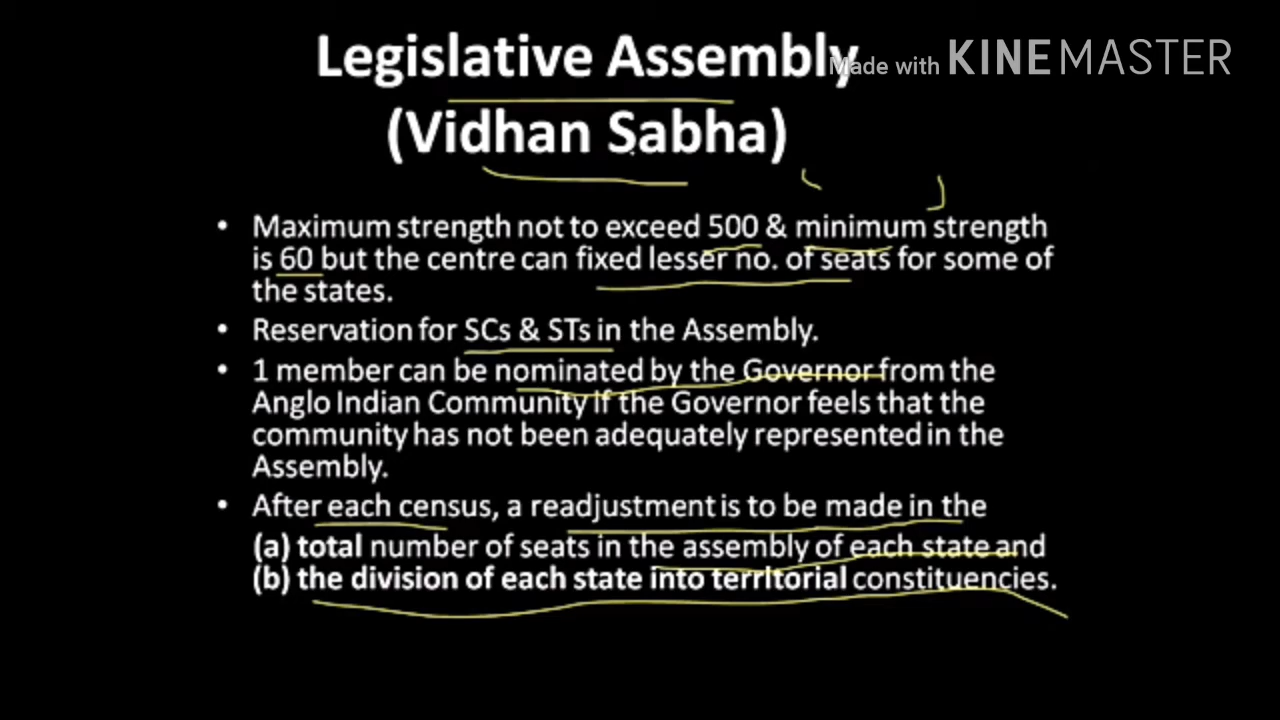 Legislative Assembly
Made with KINEMASTER
(Vidhan Sabha)
• Maximum strength not to exceed 500 & minimum strength
is 60 but the centre can fixed lesser no. of seats for some of
the states.
• Reservation for SCs & STs in the Assembly.
• 1 member can be nominated by the Governor from the
Anglo Indian Community if the Governor feels that the
community has not been adequately represented in the
Assembly.
• After each census, a readjustment is to be made in the
(a) total number of seats in the assembly of each state and
(b) the division of each state into territorial constituencies.